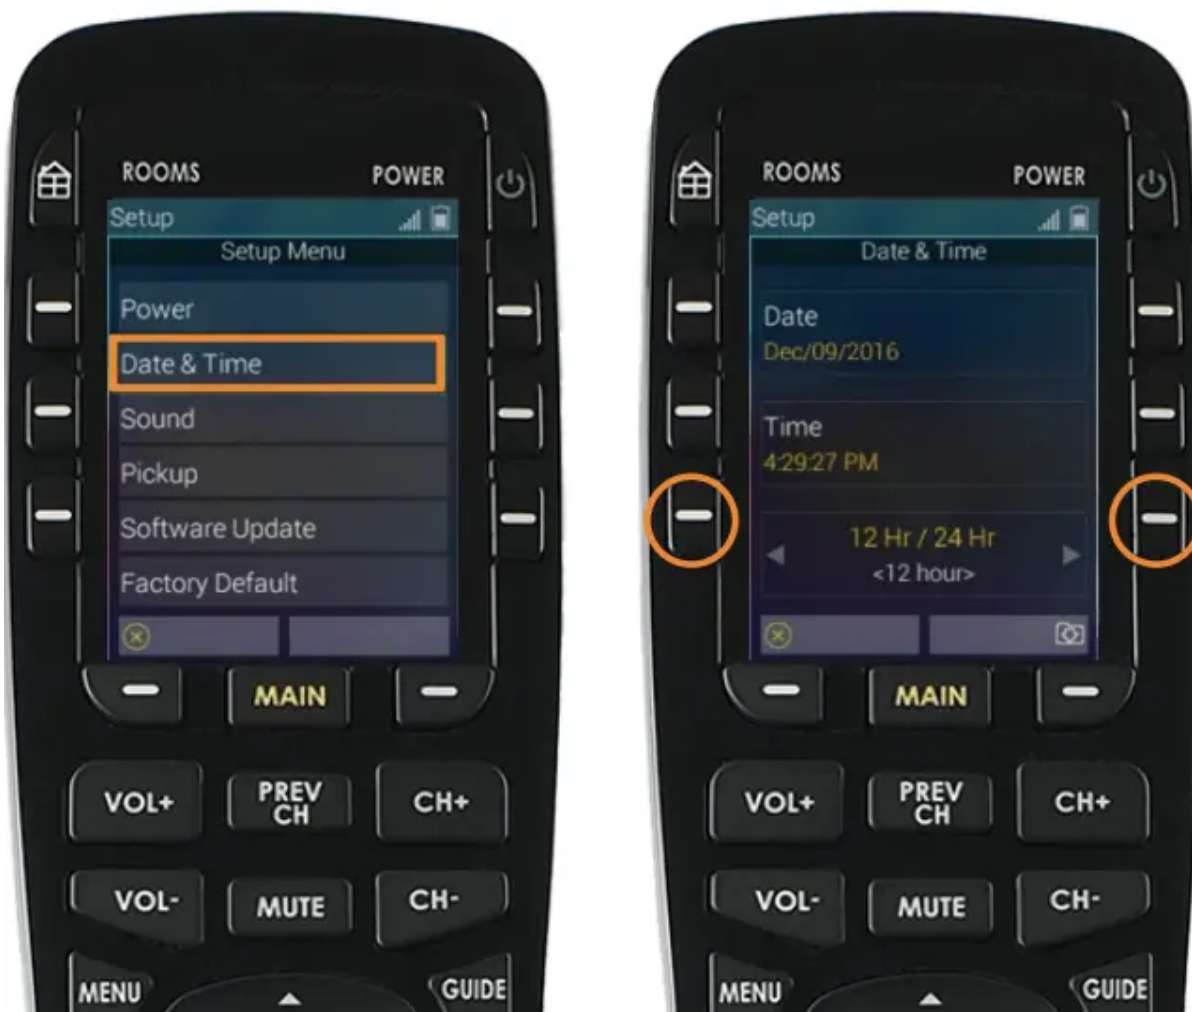 ROOMS POWER
Setup
Setup Menu
Power
Date & Time
Sound
Pickup
Software Update
Factory Default
MAIN
VOL+ PREV CH CH+
VOL- MUTE CH-
MENU GUIDE
ROOMS POWER
Setup
Date & Time
Date
Dec/09/2016
Time
4:29:27 PM
12 Hr / 24 Hr
<12 hour>
MAIN
VOL+ PREV CH CH+
VOL- MUTE CH-
MENU GUIDE